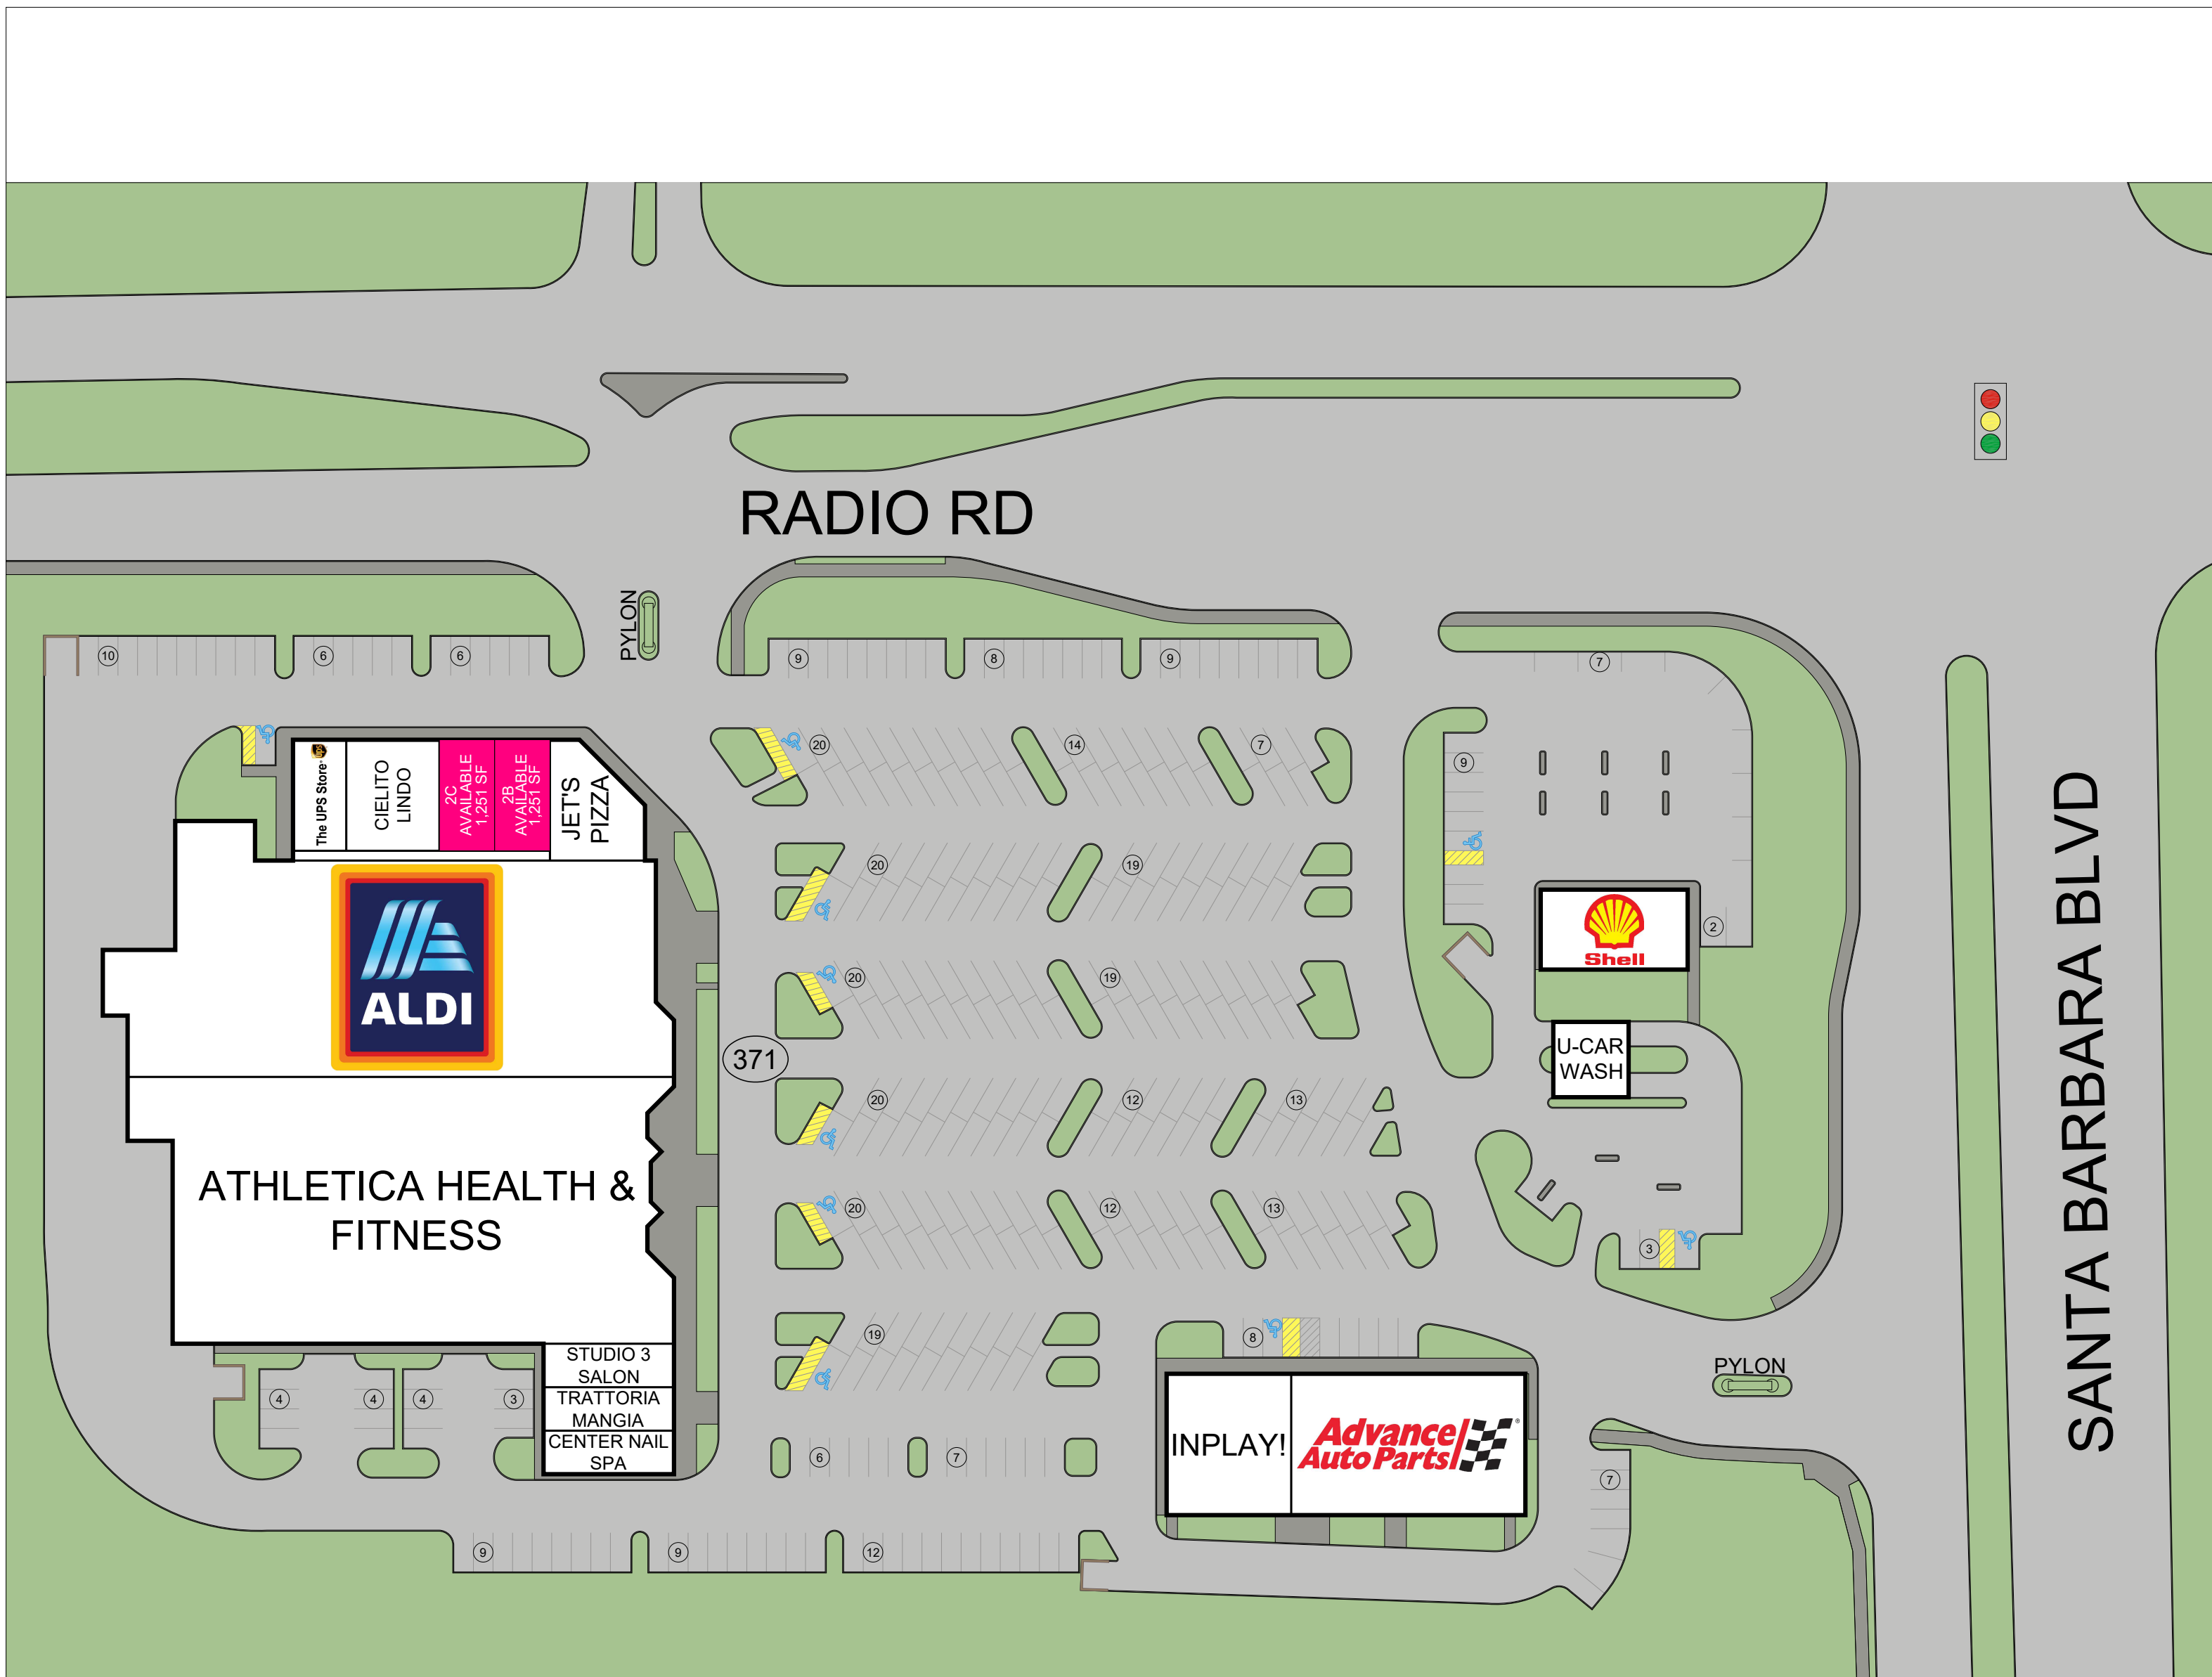 RADIO RD
PYLON
10
6
6
9
8
9
7
The UPS Store
ups
CIELITO
LINDO
2C
AVAILABLE
1,251 SF
2B
AVAILABLE
1,251 SF
JET'S
PIZZA
20
14
7
9
20
19
ALDI
Shell
2
20
19
371
U-CAR
WASH
SANTA BARBARA BLVD
20
12
13
ATHLETICA HEALTH &
FITNESS
20
12
13
3
19
8
STUDIO 3
SALON
TRATTORIA
MANGIA
CENTER NAIL
SPA
4
4
4
3
PYLON
INPLAY!
Advance
Auto Parts
®
6
7
7
9
9
12